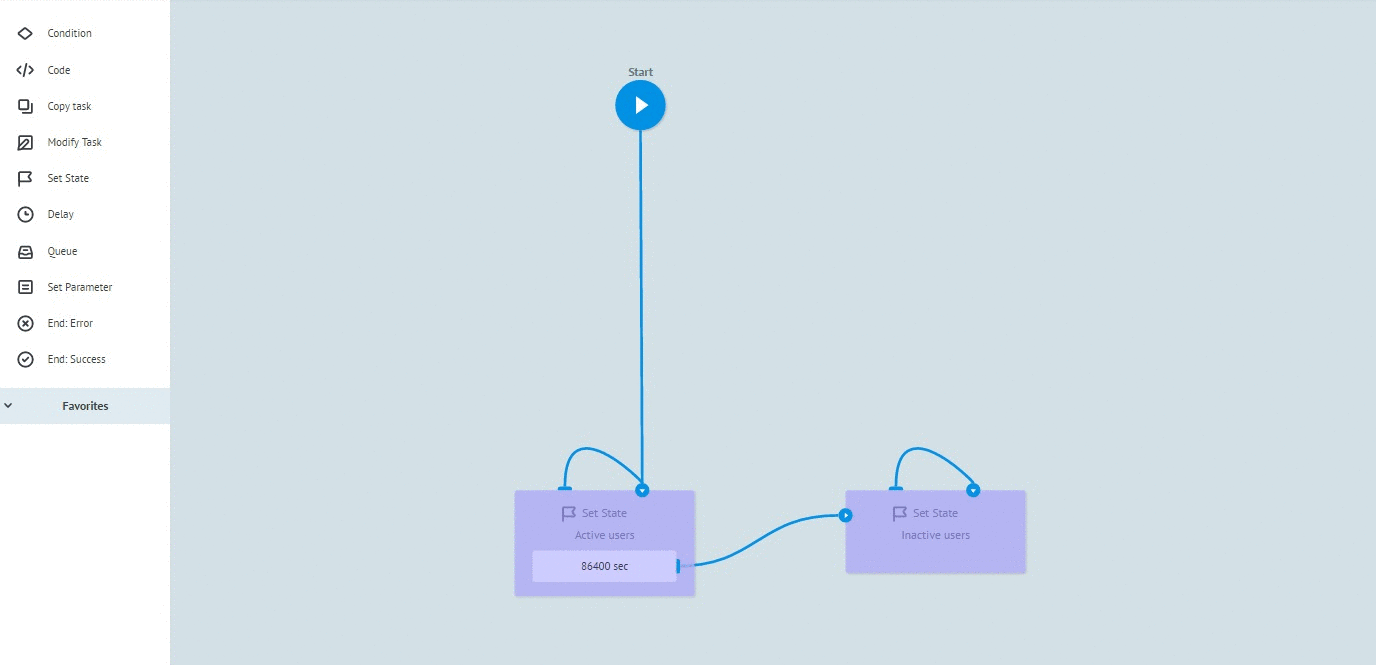 Condition
Code
Copy task
Modify Task
Set State
Delay
Queue
Set Parameter
End: Error
End: Success
Favorites
Start
Set State
Active users
86400 sec
Set State
Inactive users